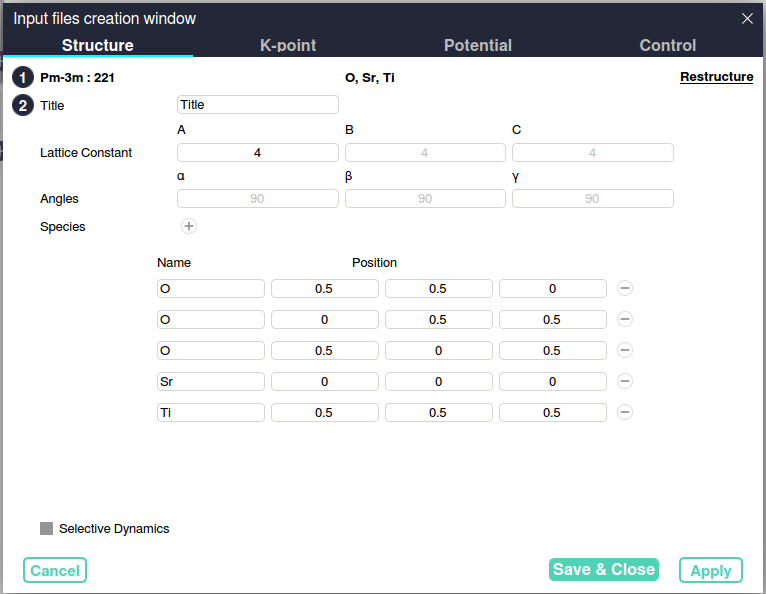 Input files creation window
Structure K-point Potential Control
1 Pm-3m : 221 O, Sr, Ti Restructure
2 Title Title
A B C
Lattice Constant 4 4 4
α β γ
Angles 90 90 90
Species
Name Position
O 0.5 0.5 0
O 0 0.5 0.5
O 0.5 0 0.5
Sr 0 0 0
Ti 0.5 0.5 0.5
Selective Dynamics
Cancel Save & Close Apply